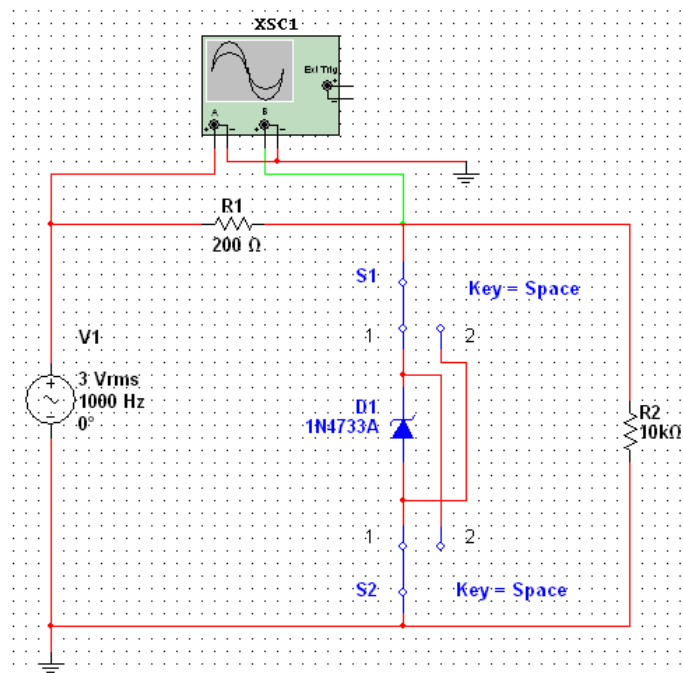 XSC1
Ext Trig
+
A
B
+
+
R1
200 Ω
S1
Key = Space
V1
1
2
3 Vrms
1000 Hz
0°
D1
1N4733A
R2
10kΩ
1
2
S2
Key = Space